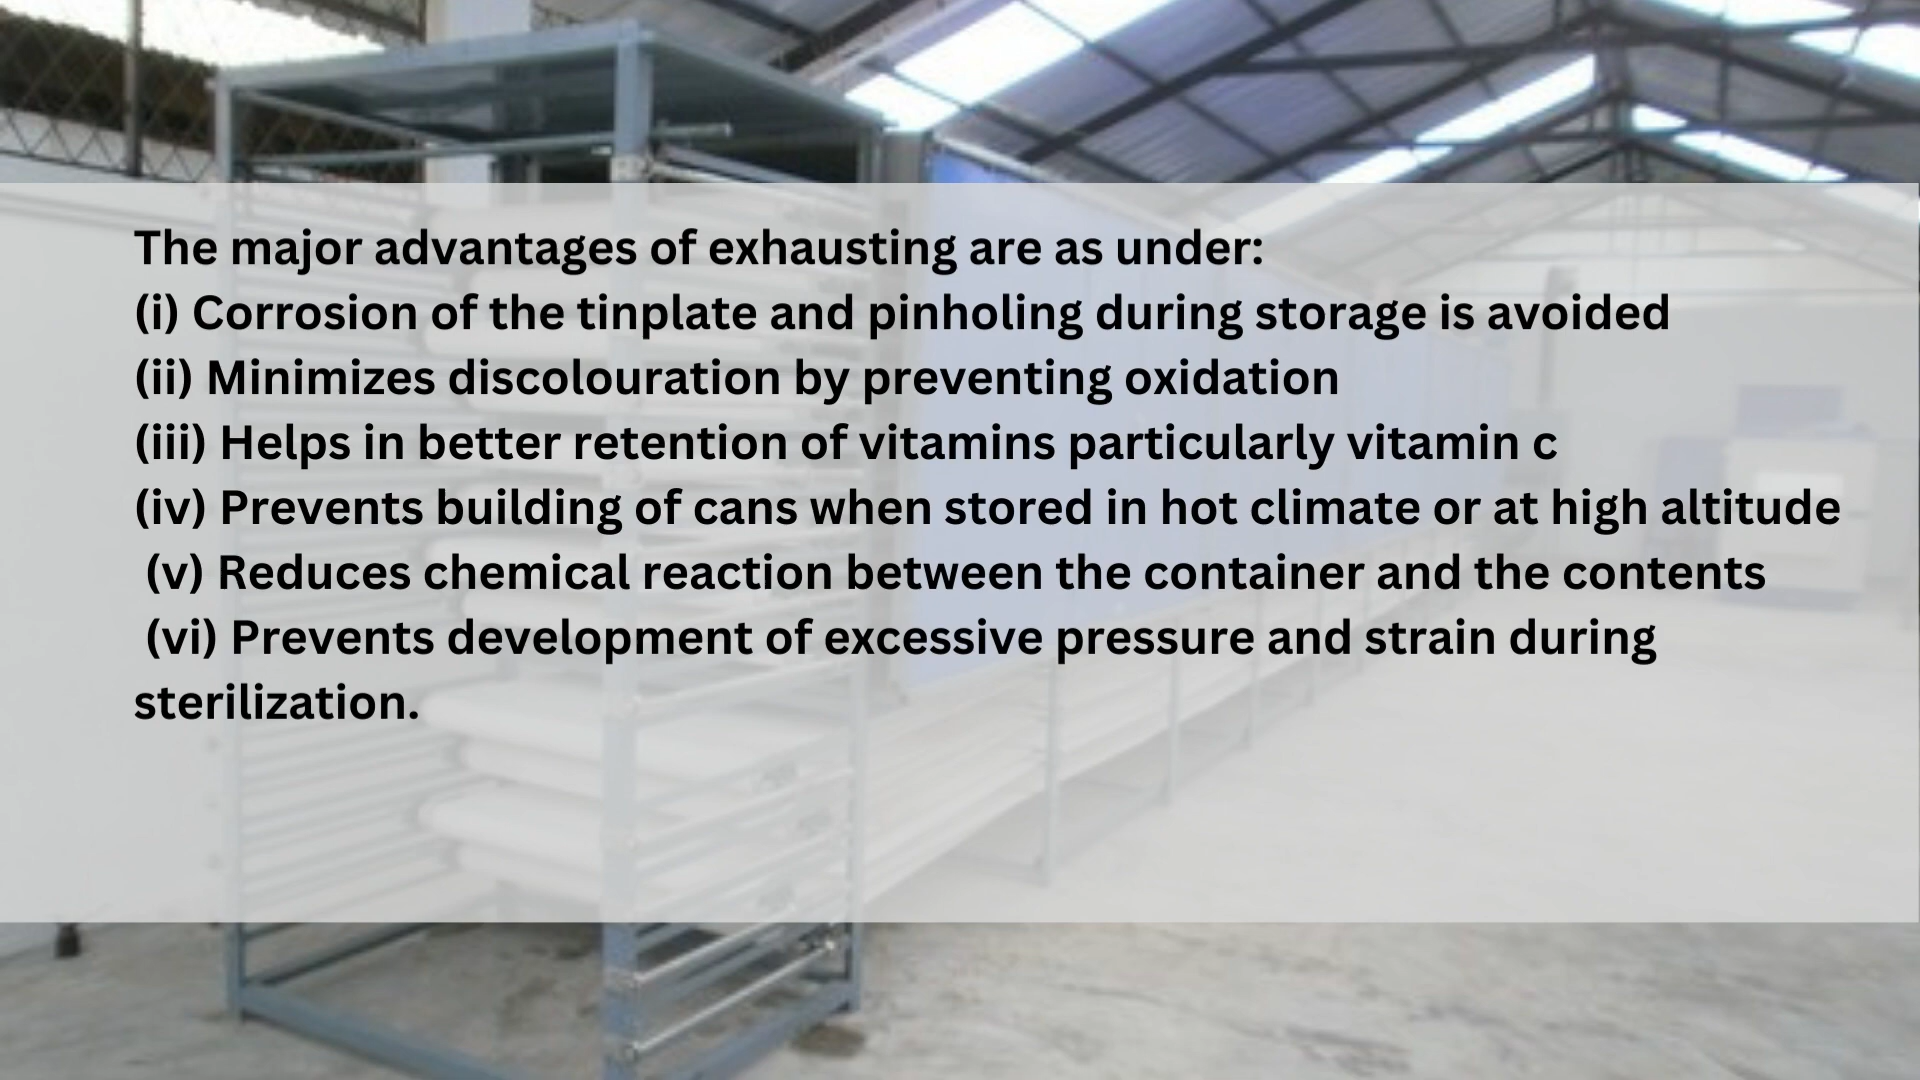 The major advantages of exhausting are as under:
(i) Corrosion of the tinplate and pinholing during storage is avoided
(ii) Minimizes discolouration by preventing oxidation
(iii) Helps in better retention of vitamins particularly vitamin c
(iv) Prevents building of cans when stored in hot climate or at high altitude
(v) Reduces chemical reaction between the container and the contents
(vi) Prevents development of excessive pressure and strain during
sterilization.